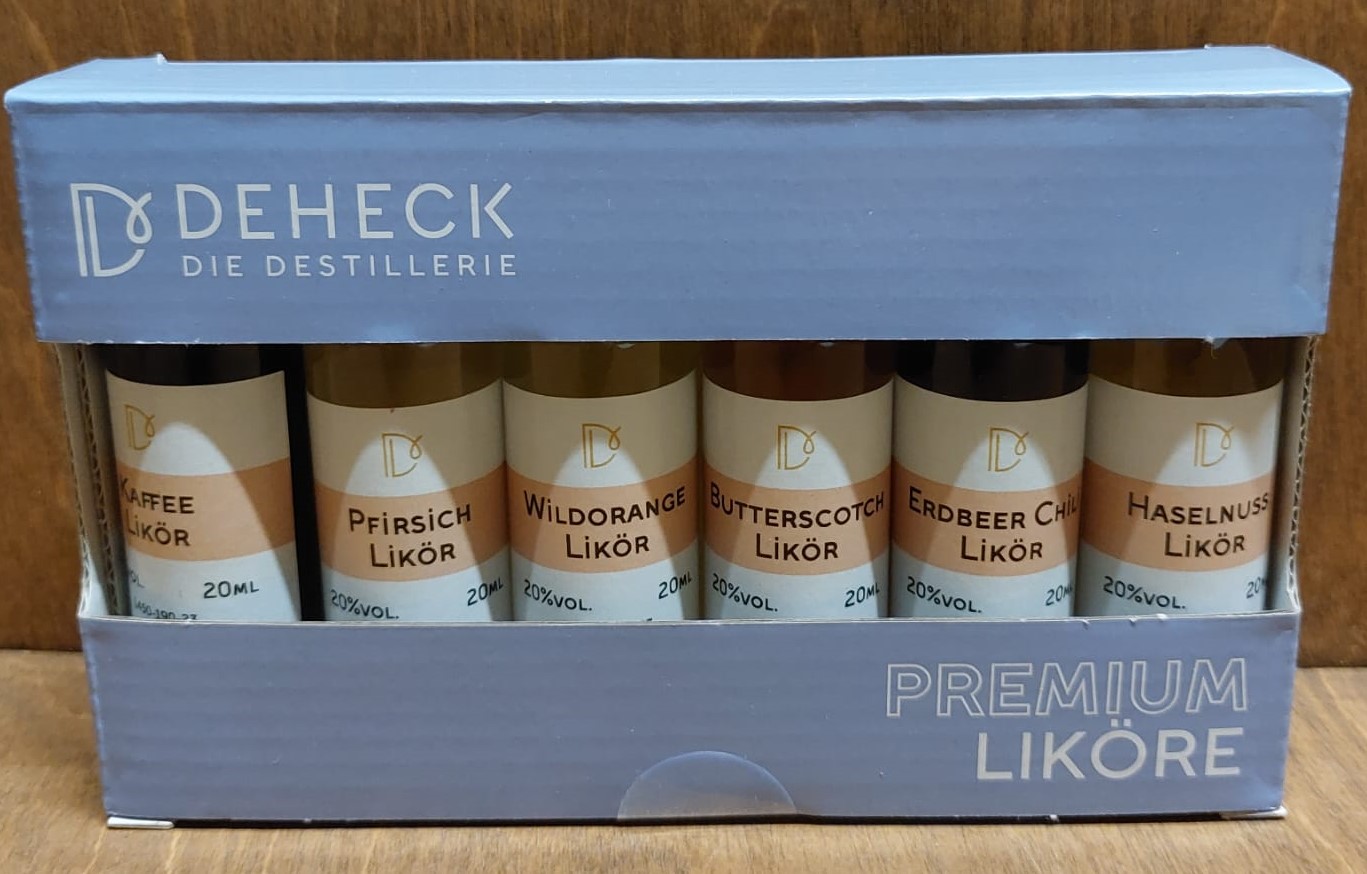 DEHECK
DIE DESTILLERIE
KAFFEE
LIKÖR
20ML
PFIRSICH
LIKÖR
20%VOL. 20ML
WILDORANGE
LIKÖR
20%VOL. 20ML
BUTTERSCOTCH
LIKÖR
20%VOL. 20ML
ERDBEER
LIKÖR
20%VOL.
HASELNUSS
LIKÖR
20%VOL.
PREMIUM
LIKÖRE